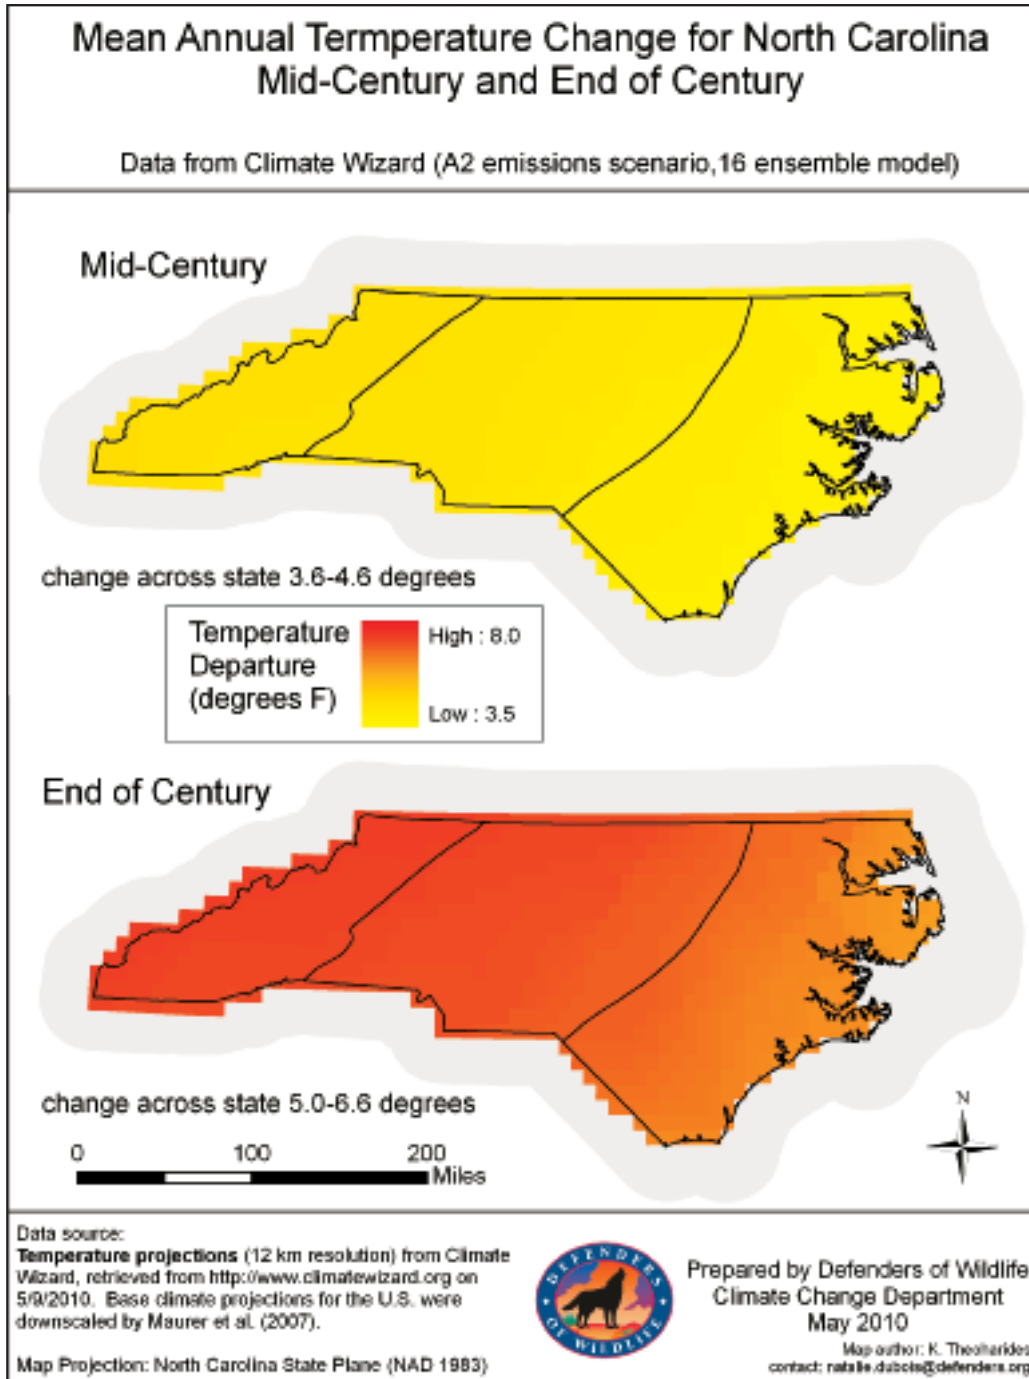 Mean Annual Termperature Change for North Carolina
Mid-Century and End of Century
Data from Climate Wizard (A2 emissions scenario,16 ensemble model)
Mid-Century
change across state 3.6-4.6 degrees
Temperature
Departure
(degrees F)
High : 8.0
Low : 3.5
End of Century
change across state 5.0-6.6 degrees
0 100 200
Miles
N
Data source:
Temperature projections (12 km resolution) from Climate
Wizard, retrieved from http://www.climatewizard.org on
5/9/2010. Base climate projections for the U.S. were
downscaled by Maurer et al. (2007).
Map Projection: North Carolina State Plane (NAD 1983)
DEFENDERS
OF WILDLIFE
Prepared by Defenders of Wildlife
Climate Change Department
May 2010
Map author: K. Theoharides
contact: natalie.dubois@defenders.org